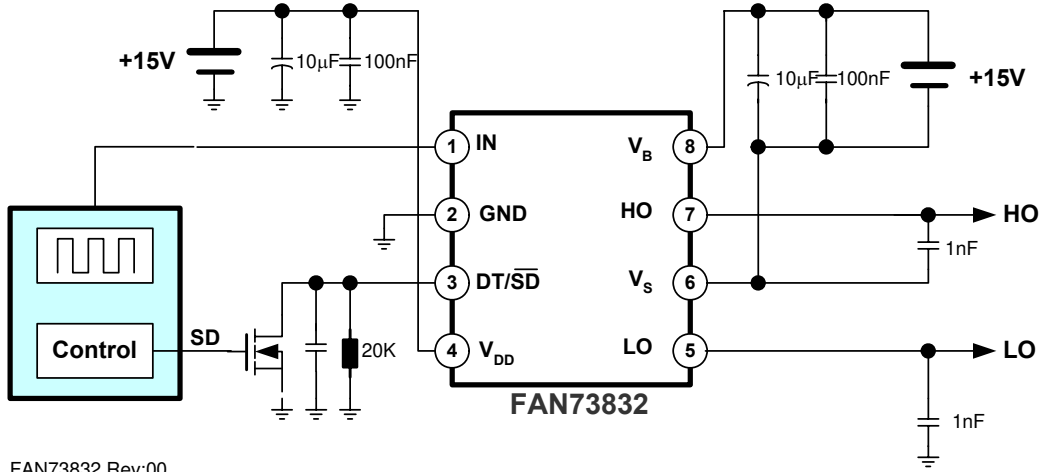 +15V
10μF
100nF
10μF
100nF
+15V
1
IN
V_B
8
2
GND
HO
7
HO
1nF
3
DT/S̅D̅
V_S
6
Control
SD
20K
4
V_DD
LO
5
LO
FAN73832
1nF
FAN73832 Rev:00